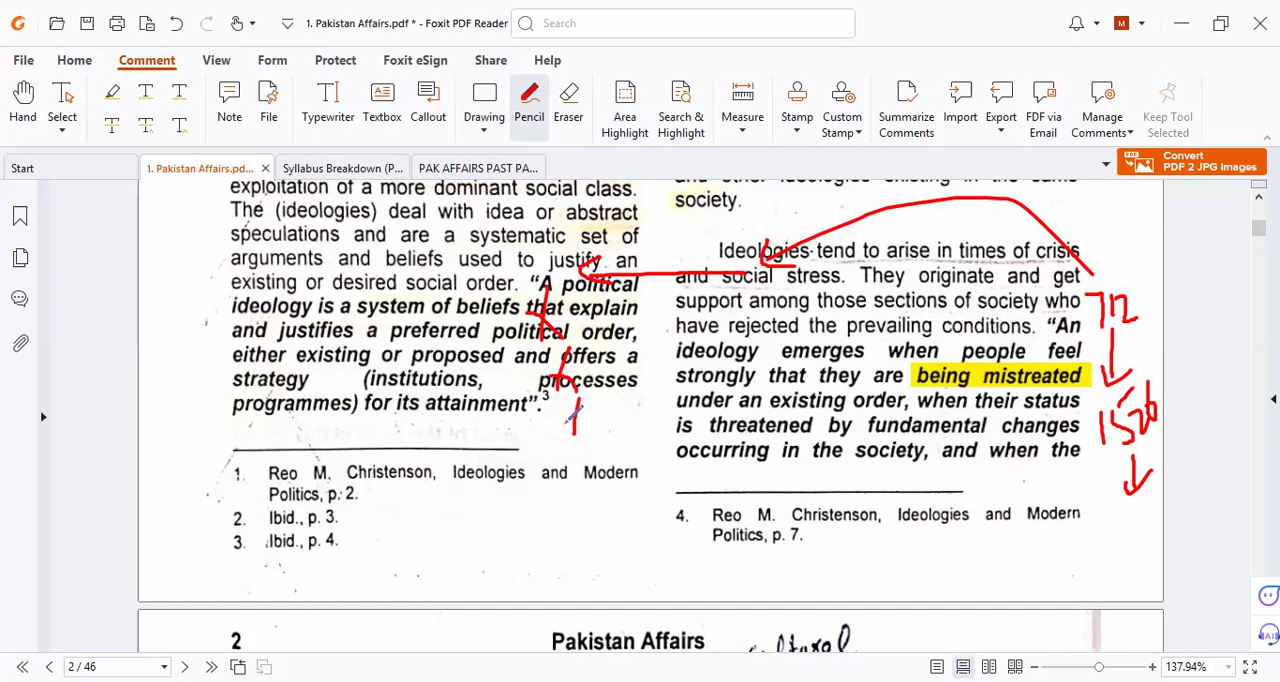 1. Pakistan Affairs.pdf * - Foxit PDF Reader
Search
M
File
Home
Comment
View
Form
Protect
Foxit eSign
Share
Help
Hand
Select
Note
File
Typewriter
Textbox
Callout
Drawing
Pencil
Eraser
Area Highlight
Search & Highlight
Measure
Stamp
Custom Stamp
Summarize Comments
Import
Export
FDF via Email
Manage Comments
Keep Tool Selected
Start
1. Pakistan Affairs.pd...
Syllabus Breakdown (P...
PAK AFFAIRS PAST PA...
Convert
PDF 2 JPG Images
exploitation of a more dominant social class.
The (ideologies) deal with idea or abstract
speculations and are a systematic set of
arguments and beliefs used to justify an
existing or desired social order. “A political
ideology is a system of beliefs that explain
and justifies a preferred political order,
either existing or proposed and offers a
strategy (institutions, processes
programmes) for its attainment”.3
1. Reo M. Christenson, Ideologies and Modern
Politics, p. 2.
2. Ibid., p. 3.
3. Ibid., p. 4.
and other ideologies existing in the same
society.
Ideologies tend to arise in times of crisis
and social stress. They originate and get
support among those sections of society who
have rejected the prevailing conditions. “An
ideology emerges when people feel
strongly that they are being mistreated
under an existing order, when their status
is threatened by fundamental changes
occurring in the society, and when the
4. Reo M. Christenson, Ideologies and Modern
Politics, p. 7.
712
1526
2
Pakistan Affairs
2 / 46
137.94%